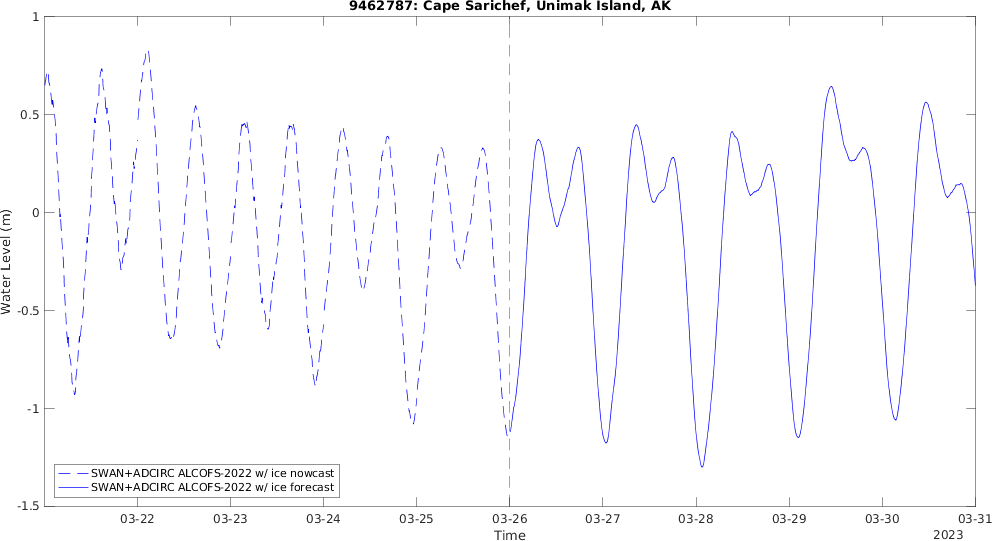 9462787: Cape Sarichef, Unimak Island, AK
1
0.5
0
-0.5
-1
-1.5
Water Level (m)
SWAN+ADCIRC ALCOFS-2022 w/ ice nowcast
SWAN+ADCIRC ALCOFS-2022 w/ ice forecast
03-22 03-23 03-24 03-25 03-26 03-27 03-28 03-29 03-30 03-31
Time
2023